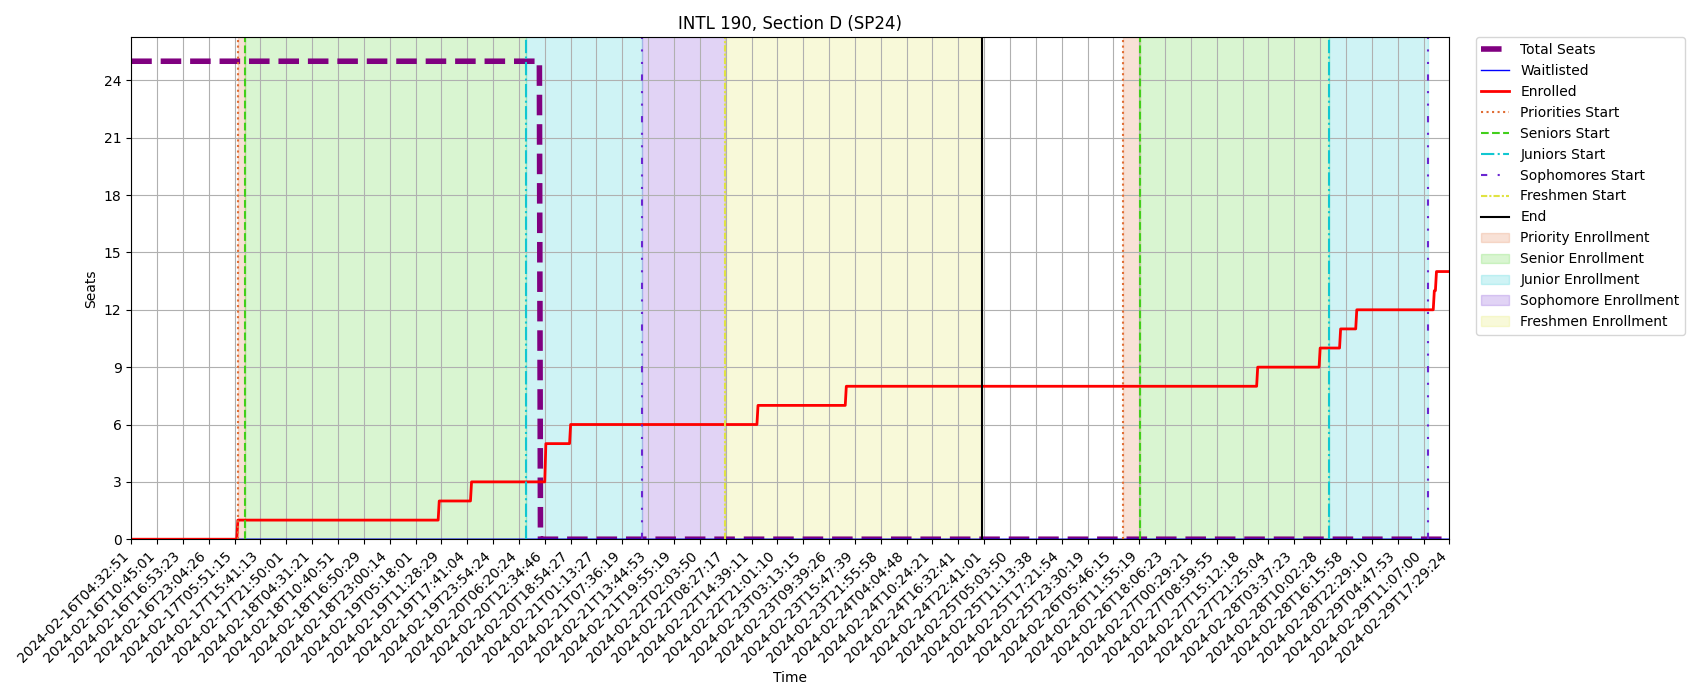 INTL 190, Section D (SP24)
Seats
24
21
18
15
12
9
6
3
0
2024-02-16T04:32:51
2024-02-16T10:45:01
2024-02-16T16:53:23
2024-02-16T23:04:26
2024-02-17T05:51:15
2024-02-17T15:41:13
2024-02-17T21:50:01
2024-02-18T04:31:21
2024-02-18T10:40:51
2024-02-18T16:50:29
2024-02-18T23:00:14
2024-02-19T05:18:01
2024-02-19T11:28:29
2024-02-19T17:41:04
2024-02-19T23:54:24
2024-02-20T06:20:24
2024-02-20T12:34:46
2024-02-20T18:54:27
2024-02-21T01:13:27
2024-02-21T07:36:19
2024-02-21T13:44:53
2024-02-21T19:55:19
2024-02-22T02:03:50
2024-02-22T08:27:17
2024-02-22T14:39:11
2024-02-22T21:01:10
2024-02-23T03:13:15
2024-02-23T09:39:26
2024-02-23T15:47:39
2024-02-23T21:55:58
2024-02-24T04:04:48
2024-02-24T10:24:21
2024-02-24T16:32:41
2024-02-24T22:41:01
2024-02-25T05:03:50
2024-02-25T11:13:38
2024-02-25T17:21:54
2024-02-25T23:30:19
2024-02-26T05:46:15
2024-02-26T11:55:19
2024-02-26T18:06:23
2024-02-27T00:29:21
2024-02-27T08:59:55
2024-02-27T15:12:18
2024-02-27T21:25:04
2024-02-28T03:37:23
2024-02-28T10:02:28
2024-02-28T16:15:58
2024-02-28T22:29:10
2024-02-29T04:47:53
2024-02-29T11:07:00
2024-02-29T17:29:24
Time
Total Seats
Waitlisted
Enrolled
Priorities Start
Seniors Start
Juniors Start
Sophomores Start
Freshmen Start
End
Priority Enrollment
Senior Enrollment
Junior Enrollment
Sophomore Enrollment
Freshmen Enrollment